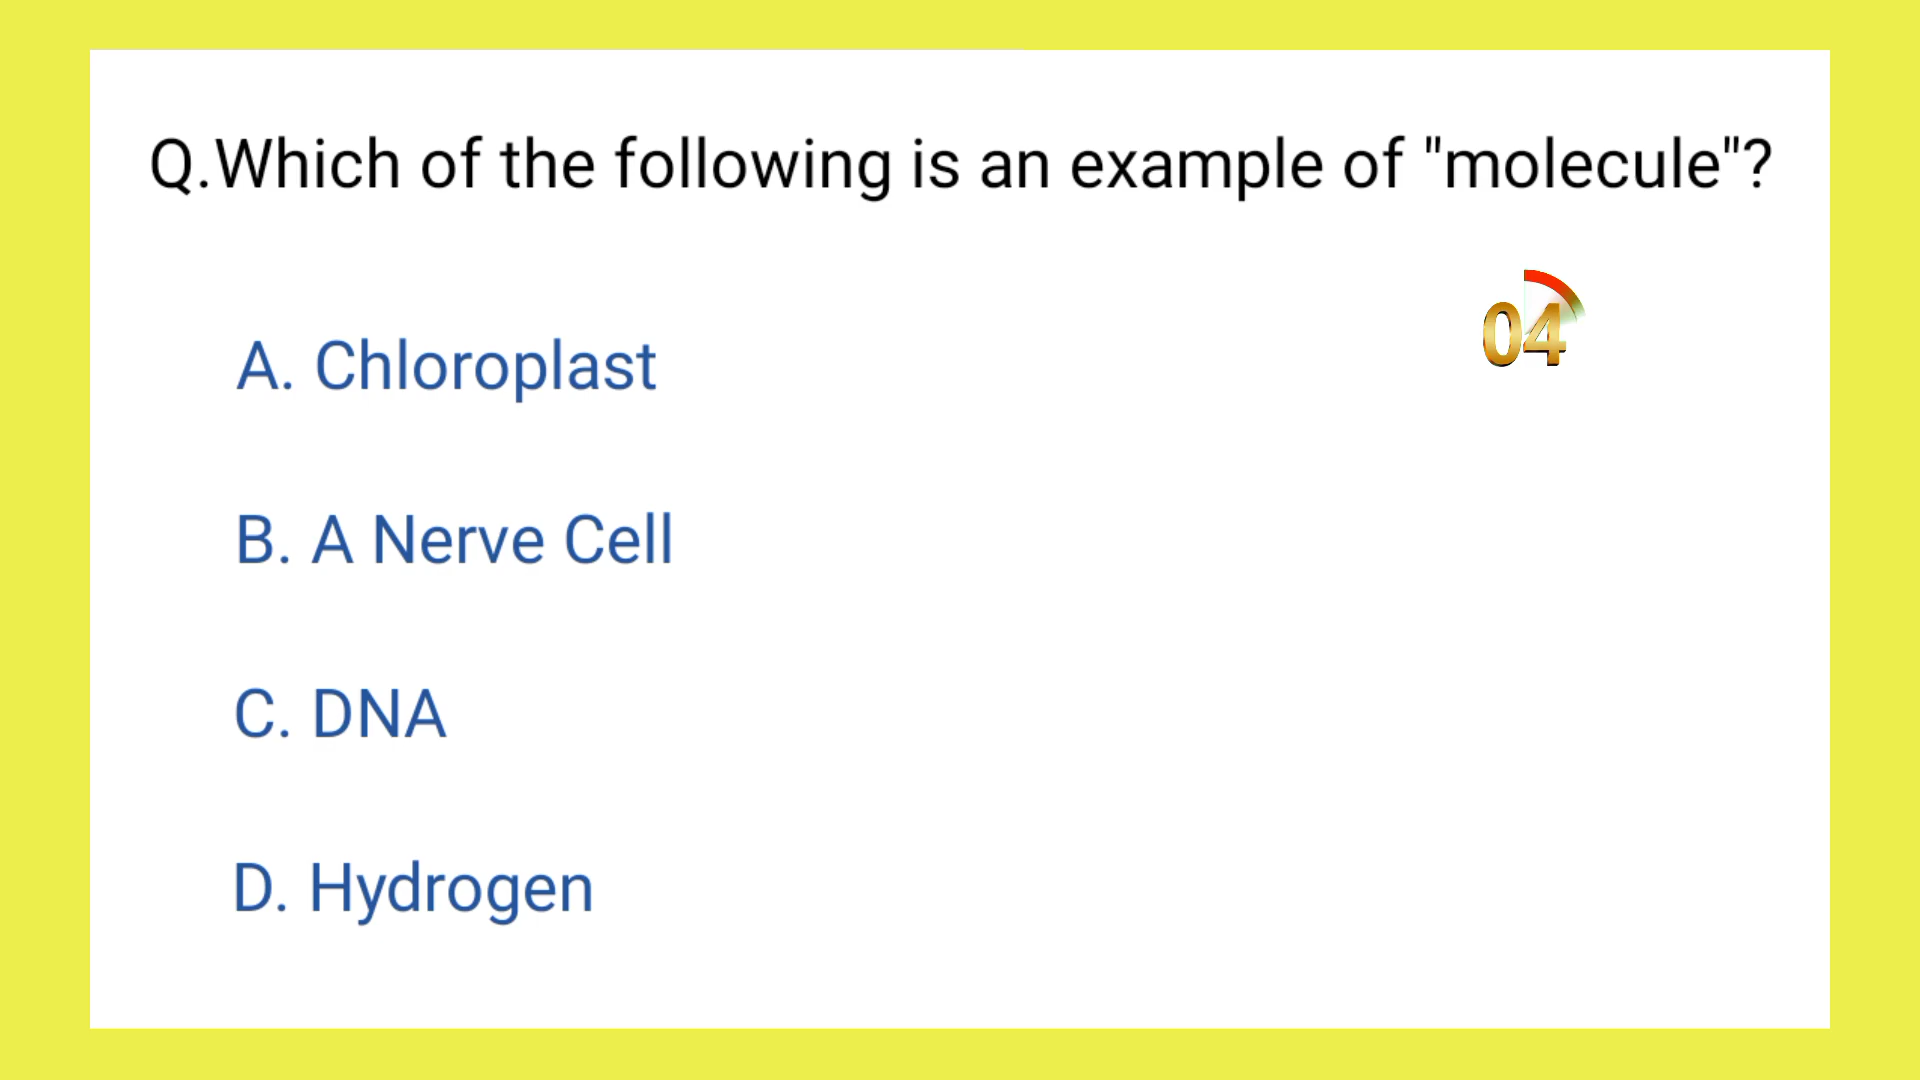 Q.Which of the following is an example of "molecule"?
04
A. Chloroplast
B. A Nerve Cell
C. DNA
D. Hydrogen